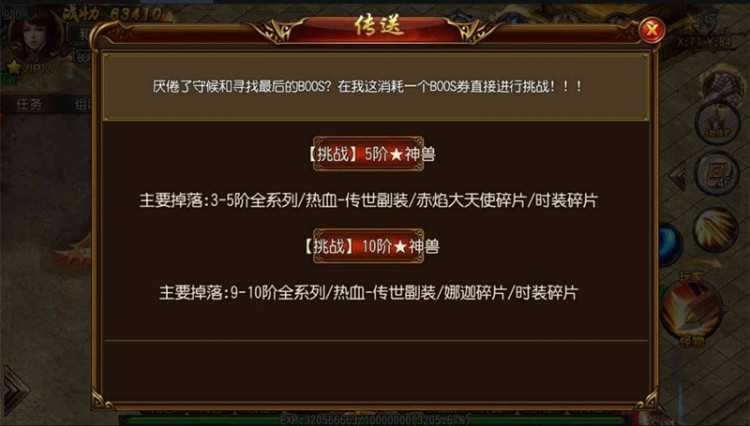 战力 83410
传送
厌倦了守候和寻找最后的BOOS? 在我这消耗一个BOOS券直接进行挑战!!!
任务
【挑战】5阶★神兽
主要掉落:3-5阶全系列/热血-传世副装/赤焰大天使碎片/时装碎片
【挑战】10阶★神兽
主要掉落:9-10阶全系列/热血-传世副装/娜迦碎片/时装碎片
玩家
怪物